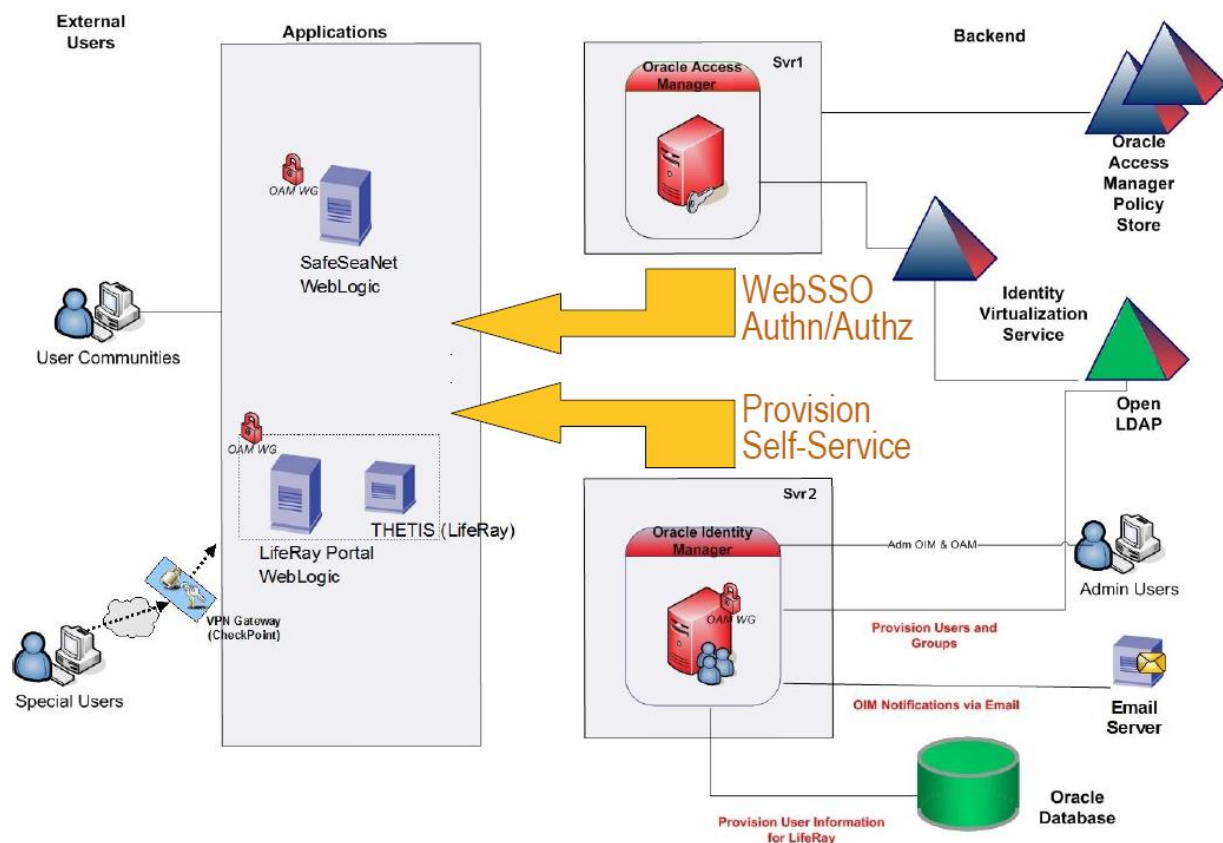 External
Users
Applications
Backend
Svr1
Oracle Access
Manager
Oracle
Access
Manager
Policy
Store
OAM WG
SafeSeaNet
WebLogic
WebSSO
Authn/Authz
Identity
Virtualization
Service
User Communities
Provision
Self-Service
Open
LDAP
OAM WG
THETIS (LifeRay)
LifeRay Portal
WebLogic
Svr2
Oracle Identity
Manager
OAM WG
Adm OIM & OAM
Admin Users
VPN Gateway
(CheckPoint)
Special Users
Provision Users and
Groups
OIM Notifications via Email
Email
Server
Oracle
Database
Provision User Information
for LifeRay